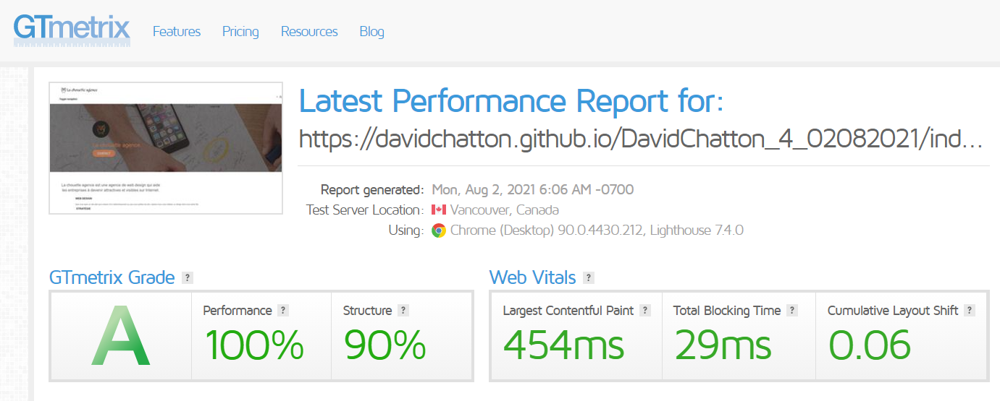 GTmetrix
Features Pricing Resources Blog
La chouette agence
Toggle navigation
La chouette agence
CONTACT
La chouette agence est une agence de web design qui aide
les entreprises à devenir attractives et visibles sur Internet.
WEB DESIGN
STRATÉGIE
Latest Performance Report for:
https://davidchatton.github.io/DavidChatton_4_02082021/ind...
Report generated: Mon, Aug 2, 2021 6:06 AM -0700
Test Server Location: Vancouver, Canada
Using: Chrome (Desktop) 90.0.4430.212, Lighthouse 7.4.0
GTmetrix Grade ?
A
Performance ?
100%
Structure ?
90%
Web Vitals ?
Largest Contentful Paint ?
454ms
Total Blocking Time ?
29ms
Cumulative Layout Shift ?
0.06